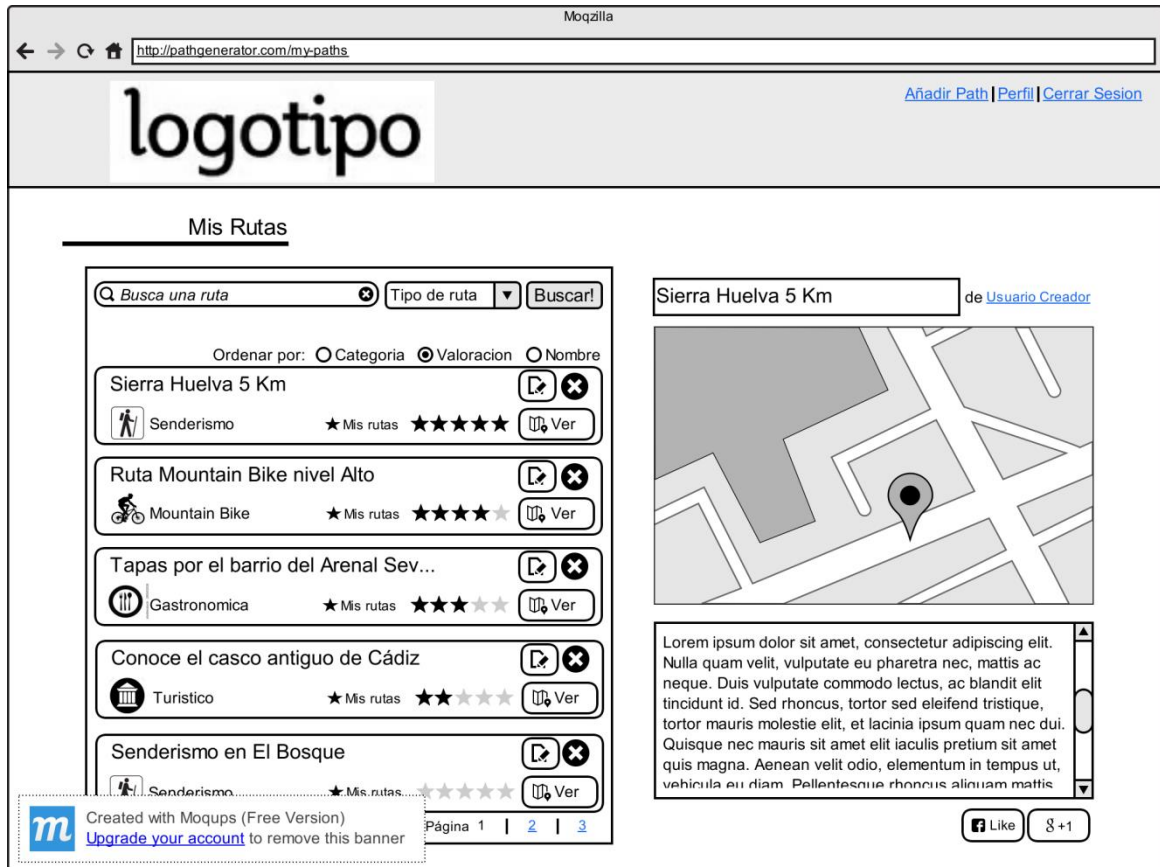 Moqzilla
http://pathgenerator.com/my-paths
logotipo
Añadir Path | Perfil | Cerrar Sesion
Mis Rutas
Busca una ruta
Tipo de ruta
Buscar!
Ordenar por: Categoria Valoracion Nombre
Sierra Huelva 5 Km
Senderismo ★ Mis rutas Ver
Ruta Mountain Bike nivel Alto
Mountain Bike ★ Mis rutas Ver
Tapas por el barrio del Arenal Sev...
Gastronomica ★ Mis rutas Ver
Conoce el casco antiguo de Cádiz
Turistico ★ Mis rutas Ver
Senderismo en El Bosque
Senderismo ★ Mis rutas Ver
Página 1 | 2 | 3
Sierra Huelva 5 Km
de Usuario Creador
Lorem ipsum dolor sit amet, consectetur adipiscing elit.
Nulla quam velit, vulputate eu pharetra nec, mattis ac
neque. Duis vulputate commodo lectus, ac blandit elit
tincidunt id. Sed rhoncus, tortor sed eleifend tristique,
tortor mauris molestie elit, et lacinia ipsum quam nec dui.
Quisque nec mauris sit amet elit iaculis pretium sit amet
quis magna. Aenean velit odio, elementum in tempus ut,
vehicula eu diam. Pellentesque rhoncus aliquam mattis
Like
g +1
m
Created with Moqups (Free Version)
Upgrade your account to remove this banner